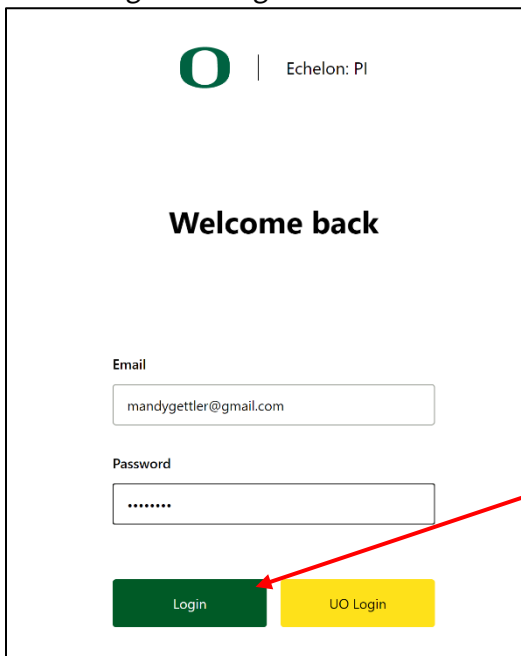 O
Echelon: PI
Welcome back
Email
mandygettler@gmail.com
Password
••••••••
Login
UO Login